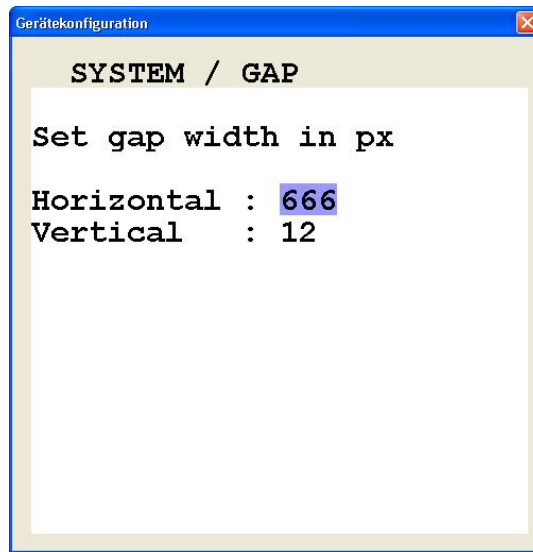 Gerätekonfiguration
SYSTEM / GAP
Set gap width in px
Horizontal : 666
Vertical : 12